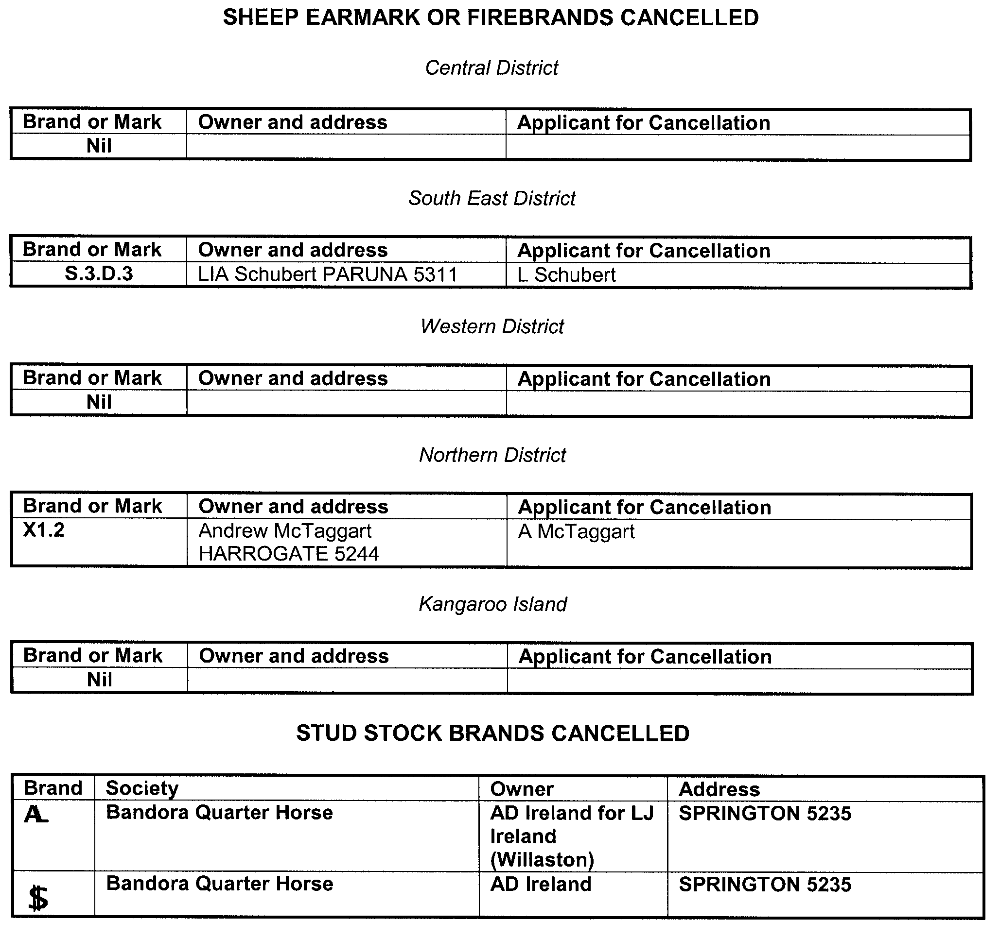 SHEEP EARMARK OR FIREBRANDS CANCELLED
Central District
Brand or Mark Owner and address Applicant for Cancellation
Nil
South East District
Brand or Mark Owner and address Applicant for Cancellation
S.3.D.3 LIA Schubert PARUNA 5311 L Schubert
Western District
Brand or Mark Owner and address Applicant for Cancellation
Nil
Northern District
Brand or Mark Owner and address Applicant for Cancellation
X1.2 Andrew McTaggart A McTaggart
HARROGATE 5244
Kangaroo Island
Brand or Mark Owner and address Applicant for Cancellation
Nil
STUD STOCK BRANDS CANCELLED
Brand Society Owner Address
AL Bandora Quarter Horse AD Ireland for LJ SPRINGTON 5235
Ireland
(Willaston)
$ Bandora Quarter Horse AD Ireland SPRINGTON 5235